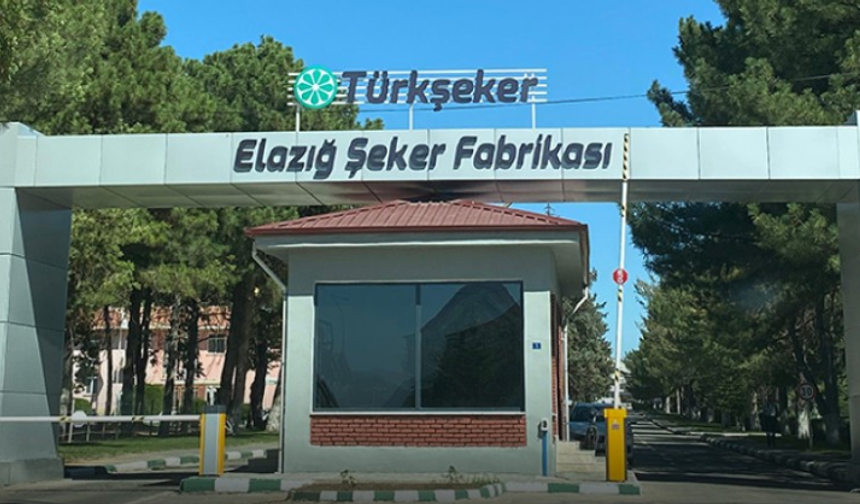 Türkşeker
Elazığ Şeker Fabrikası